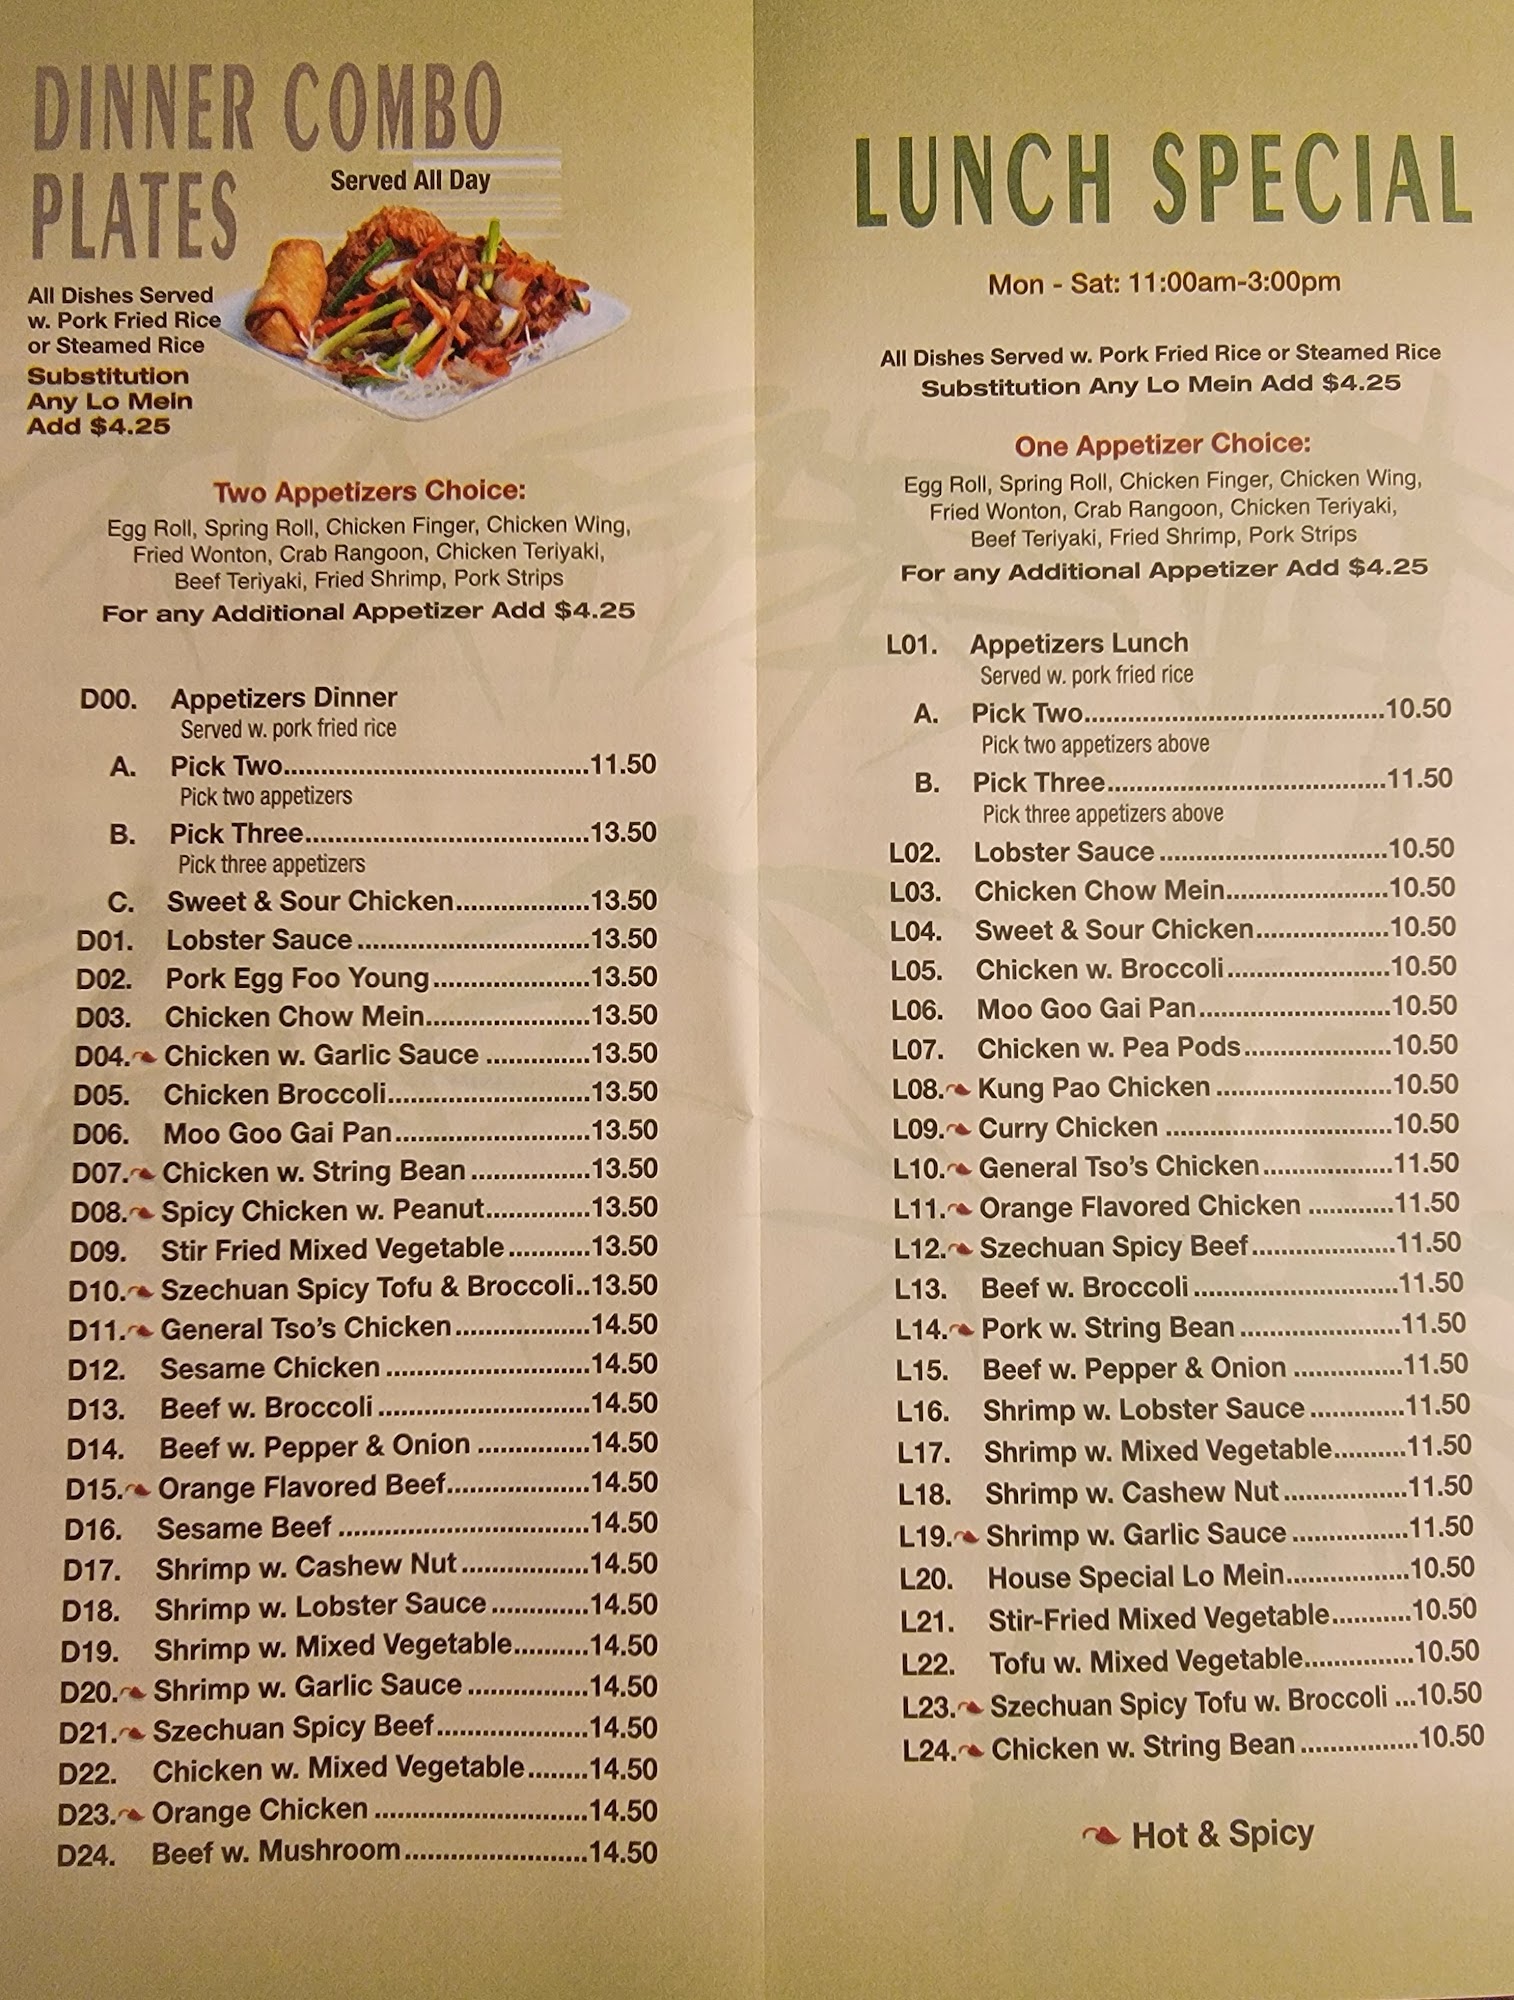 DINNER COMBO
PLATES
Served All Day
All Dishes Served
w. Pork Fried Rice
or Steamed Rice
Substitution
Any Lo Mein
Add $4.25
Two Appetizers Choice:
Egg Roll, Spring Roll, Chicken Finger, Chicken Wing,
Fried Wonton, Crab Rangoon, Chicken Teriyaki,
Beef Teriyaki, Fried Shrimp, Pork Strips
For any Additional Appetizer Add $4.25
D00. Appetizers Dinner
Served w. pork fried rice
A. Pick Two.........................................11.50
Pick two appetizers
B. Pick Three......................................13.50
Pick three appetizers
C. Sweet & Sour Chicken..................13.50
D01. Lobster Sauce ...............................13.50
D02. Pork Egg Foo Young.....................13.50
D03. Chicken Chow Mein......................13.50
D04. Chicken w. Garlic Sauce ..............13.50
D05. Chicken Broccoli...........................13.50
D06. Moo Goo Gai Pan..........................13.50
D07. Chicken w. String Bean ................13.50
D08. Spicy Chicken w. Peanut..............13.50
D09. Stir Fried Mixed Vegetable...........13.50
D10. Szechuan Spicy Tofu & Broccoli..13.50
D11. General Tso's Chicken..................14.50
D12. Sesame Chicken ...........................14.50
D13. Beef w. Broccoli ............................14.50
D14. Beef w. Pepper & Onion ...............14.50
D15. Orange Flavored Beef...................14.50
D16. Sesame Beef .................................14.50
D17. Shrimp w. Cashew Nut.................14.50
D18. Shrimp w. Lobster Sauce .............14.50
D19. Shrimp w. Mixed Vegetable..........14.50
D20. Shrimp w. Garlic Sauce ................14.50
D21. Szechuan Spicy Beef....................14.50
D22. Chicken w. Mixed Vegetable........14.50
D23. Orange Chicken ............................14.50
D24. Beef w. Mushroom........................14.50
LUNCH SPECIAL
Mon - Sat: 11:00am-3:00pm
All Dishes Served w. Pork Fried Rice or Steamed Rice
Substitution Any Lo Mein Add $4.25
One Appetizer Choice:
Egg Roll, Spring Roll, Chicken Finger, Chicken Wing,
Fried Wonton, Crab Rangoon, Chicken Teriyaki,
Beef Teriyaki, Fried Shrimp, Pork Strips
For any Additional Appetizer Add $4.25
L01. Appetizers Lunch
Served w. pork fried rice
A. Pick Two........................................10.50
Pick two appetizers above
B. Pick Three.....................................11.50
Pick three appetizers above
L02. Lobster Sauce ..............................10.50
L03. Chicken Chow Mein......................10.50
L04. Sweet & Sour Chicken..................10.50
L05. Chicken w. Broccoli......................10.50
L06. Moo Goo Gai Pan.........................10.50
L07. Chicken w. Pea Pods....................10.50
L08. Kung Pao Chicken .......................10.50
L09. Curry Chicken ..............................10.50
L10. General Tso's Chicken.................11.50
L11. Orange Flavored Chicken ...........11.50
L12. Szechuan Spicy Beef...................11.50
L13. Beef w. Broccoli ...........................11.50
L14. Pork w. String Bean .....................11.50
L15. Beef w. Pepper & Onion ..............11.50
L16. Shrimp w. Lobster Sauce ............11.50
L17. Shrimp w. Mixed Vegetable.........11.50
L18. Shrimp w. Cashew Nut ................11.50
L19. Shrimp w. Garlic Sauce ...............11.50
L20. House Special Lo Mein................10.50
L21. Stir-Fried Mixed Vegetable..........10.50
L22. Tofu w. Mixed Vegetable..............10.50
L23. Szechuan Spicy Tofu w. Broccoli ...10.50
L24. Chicken w. String Bean ...............10.50
Hot & Spicy